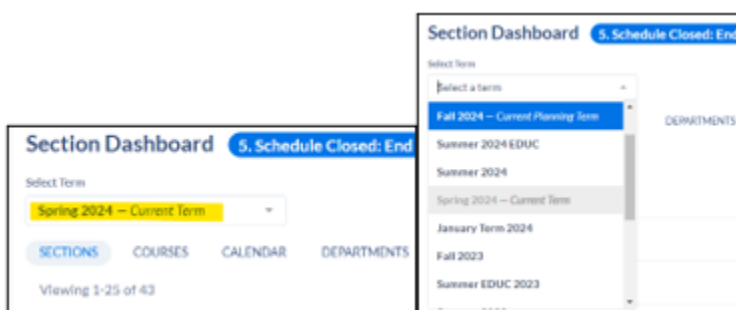 Section Dashboard 5. Schedule Closed: End
Select Term
Spring 2024 — Current Term
SECTIONS COURSES CALENDAR DEPARTMENTS
Viewing 1-25 of 43
Section Dashboard 5. Schedule Closed: End
Select Term
Select a term
Fall 2024 — Current Planning Term
DEPARTMENTS
Summer 2024 EDUC
Summer 2024
Spring 2024 — Current Term
January Term 2024
Fall 2023
Summer EDUC 2023